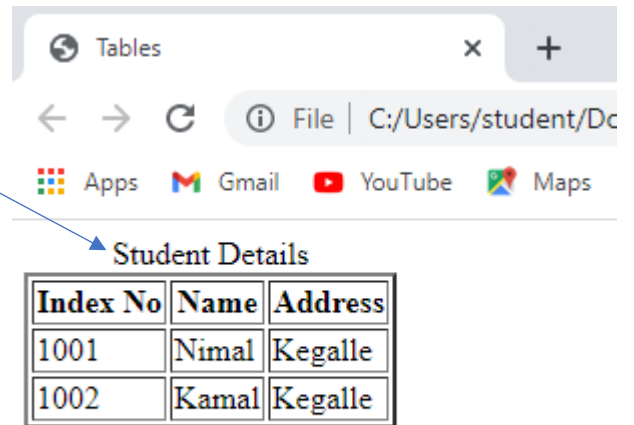 Tables
File | C:/Users/student/Do
Apps Gmail YouTube Maps
Student Details
Index No Name Address
1001 Nimal Kegalle
1002 Kamal Kegalle